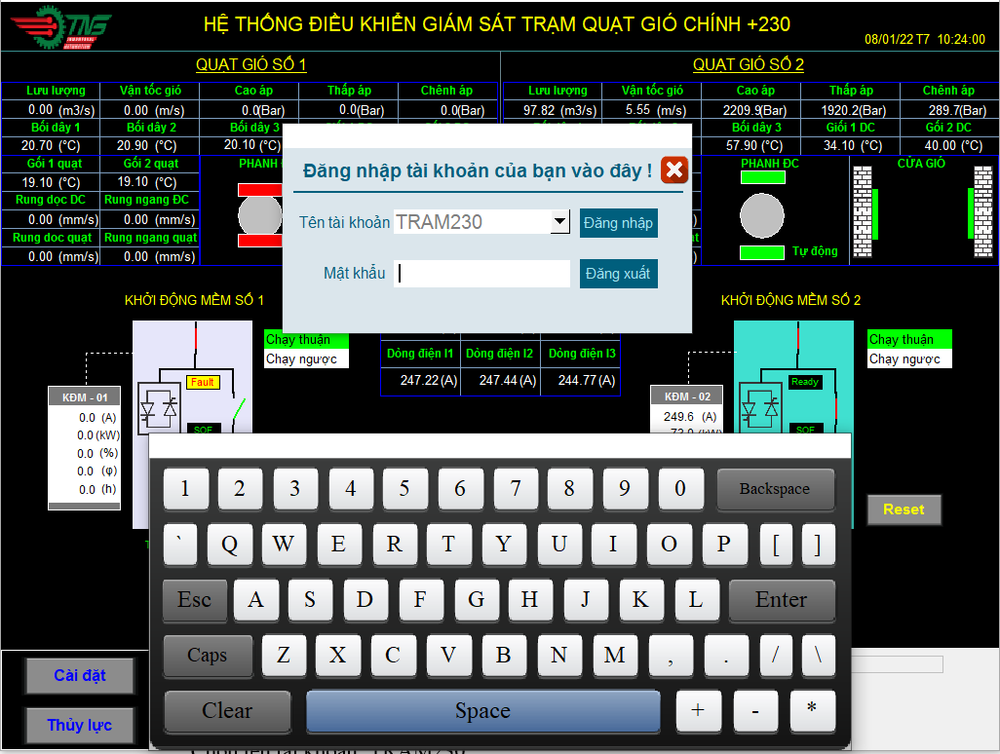 TNS
INDUSTRIAL
AUTOMATION
HỆ THỐNG ĐIỀU KHIỂN GIÁM SÁT TRẠM QUẠT GIÓ CHÍNH +230
08/01/22 T7 10:24:00
QUẠT GIÓ SỐ 1
QUẠT GIÓ SỐ 2
Lưu lượng Vận tốc gió Cao áp Thấp áp Chênh áp
0.00 (m3/s) 0.00 (m/s) 0.0(Bar) 0.0(Bar) 0.0(Bar)
Lưu lượng Vận tốc gió Cao áp Thấp áp Chênh áp
97.82 (m3/s) 5.55 (m/s) 2209.9(Bar) 1920.2(Bar) 289.7(Bar)
Bối dây 1 Bối dây 2 Bối dây 3
20.70 (°C) 20.90 (°C) 20.10 (°C)
Bối dây 3 Giối 1 DC Gối 2 DC
57.90 (°C) 34.10 (°C) 40.00 (°C)
Gối 1 quạt Gối 2 quạt PHANH
19.10 (°C) 19.10 (°C)
Rung dọc DC Rung ngang ĐC
0.00 (mm/s) 0.00 (mm/s)
Rung doc quạt Rung ngang quạt
0.00 (mm/s) 0.00 (mm/s)
PHANH ĐC CỬA GIÓ
Tự động
Đăng nhập tài khoản của bạn vào đây !
Tên tài khoản TRAM230 Đăng nhập
Mật khẩu Đăng xuất
KHỞI ĐỘNG MỀM SỐ 1
KHỞI ĐỘNG MỀM SỐ 2
Chạy thuận
Chạy ngược
Fault
SOF
KĐM - 01
0.0 (A)
0.0 (kW)
0.0 (%)
0.0 (φ)
0.0 (h)
Dòng điện I1 Dòng điện I2 Dòng điện I3
247.22 (A) 247.44 (A) 244.77 (A)
Chạy thuận
Chạy ngược
Ready
SOF
KĐM - 02
249.6 (A)
Reset
1 2 3 4 5 6 7 8 9 0 Backspace
` Q W E R T Y U I O P [ ]
Esc A S D F G H J K L Enter
Caps Z X C V B N M , . / \
Clear Space + - *
Cài đặt
Thủy lực